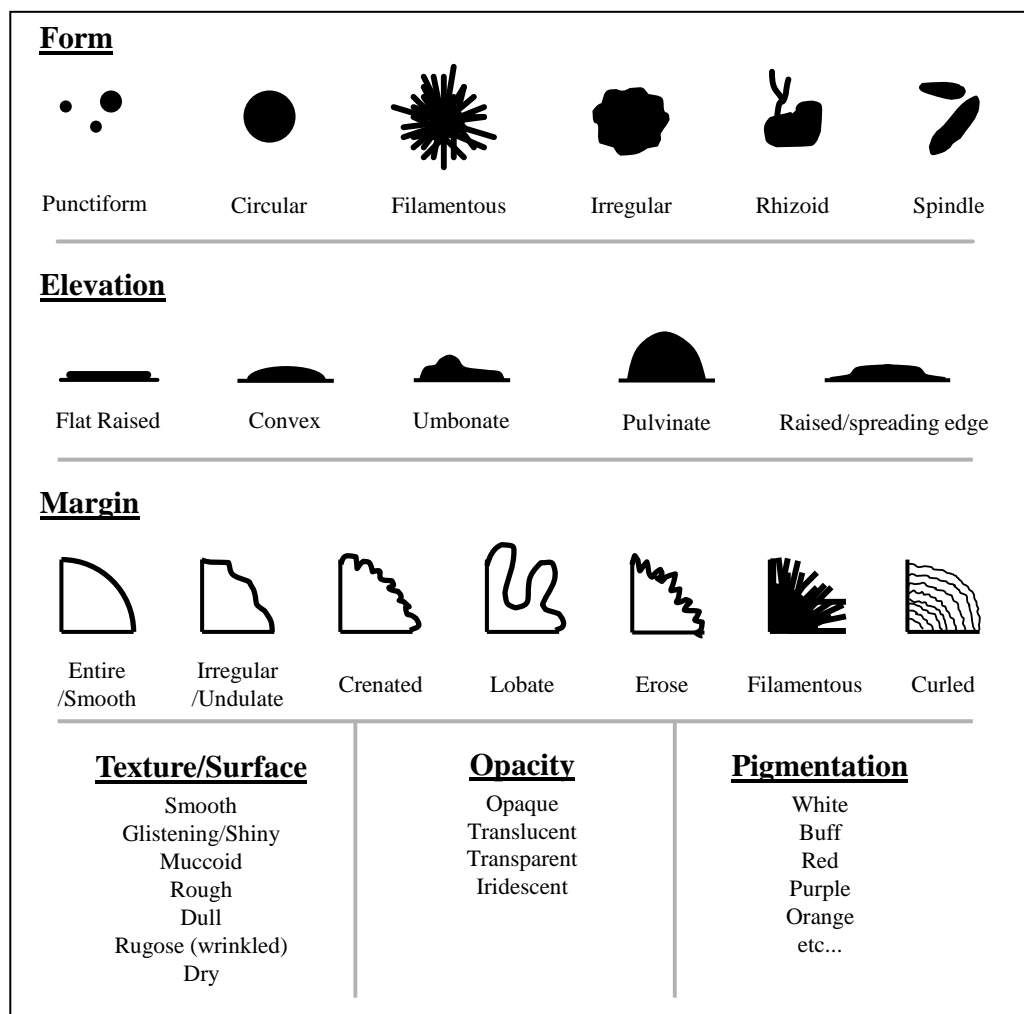 Form
Punctiform
Circular
Filamentous
Irregular
Rhizoid
Spindle
Elevation
Flat Raised
Convex
Umbonate
Pulvinate
Raised/spreading edge
Margin
Entire
/Smooth
Irregular
/Undulate
Crenated
Lobate
Erose
Filamentous
Curled
Texture/Surface
Smooth
Glistening/Shiny
Muccoid
Rough
Dull
Rugose (wrinkled)
Dry
Opacity
Opaque
Translucent
Transparent
Iridescent
Pigmentation
White
Buff
Red
Purple
Orange
etc...